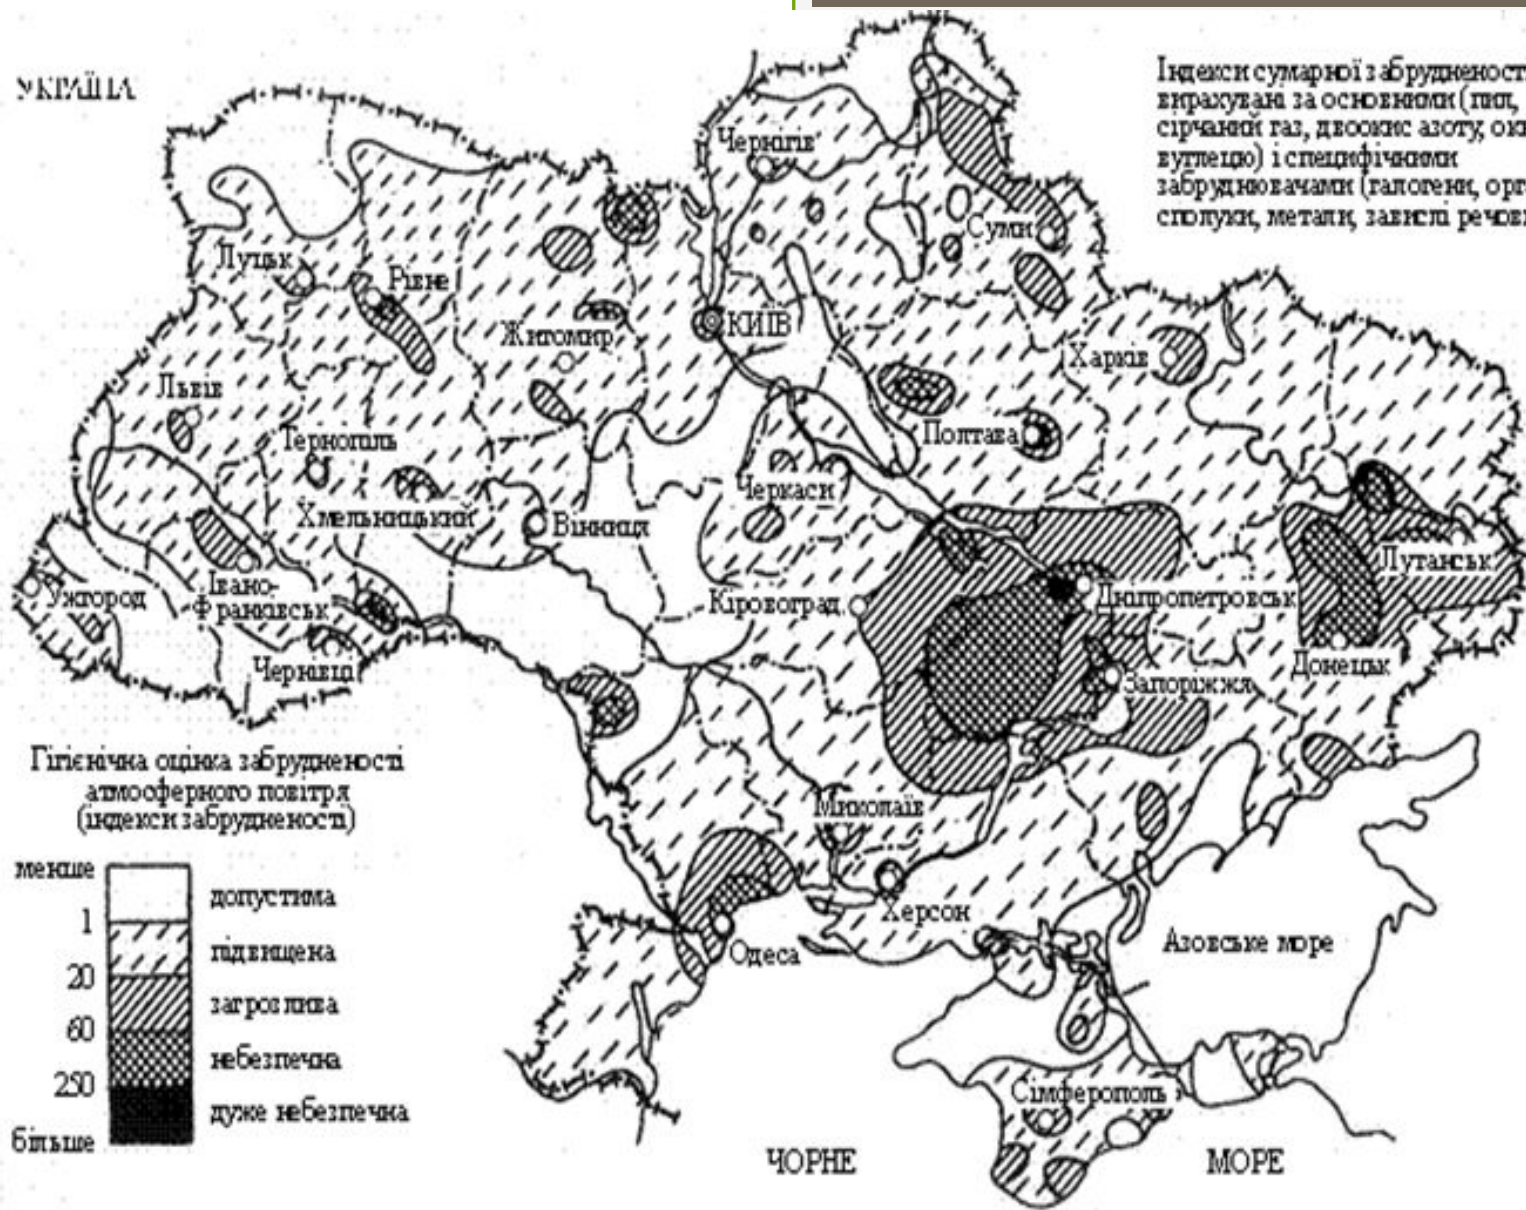 УКРАЇНА
Індекси сумарної забрудненост
вирахувані за основними (пил,
сірчаний газ, двоокис азоту, оки
вуглецю) і специфічними
забруднювачами (галогени, орг
сполуки, метали, завислі речов
Чернігів
Суми
Луцьк
Рівне
КИЇВ
Житомир
Харків
Львів
Тернопіль
Полтава
Черкаси
Хмельницький
Вінниця
Луганськ
Ужгород
Івано-
Франківськ
Кіровоград
Дніпропетровськ
Чернівці
Донецьк
Запоріжжя
Гігієнічна оцінка забрудненості
атмосферного повітря
(індекси забрудненості)
Миколаїв
Херсон
Одеса
Азовське море
менше
допустима
1
підвищена
20
загрозлива
60
небезпечна
250
дуже небезпечна
більше
Сімферополь
ЧОРНЕ МОРЕ